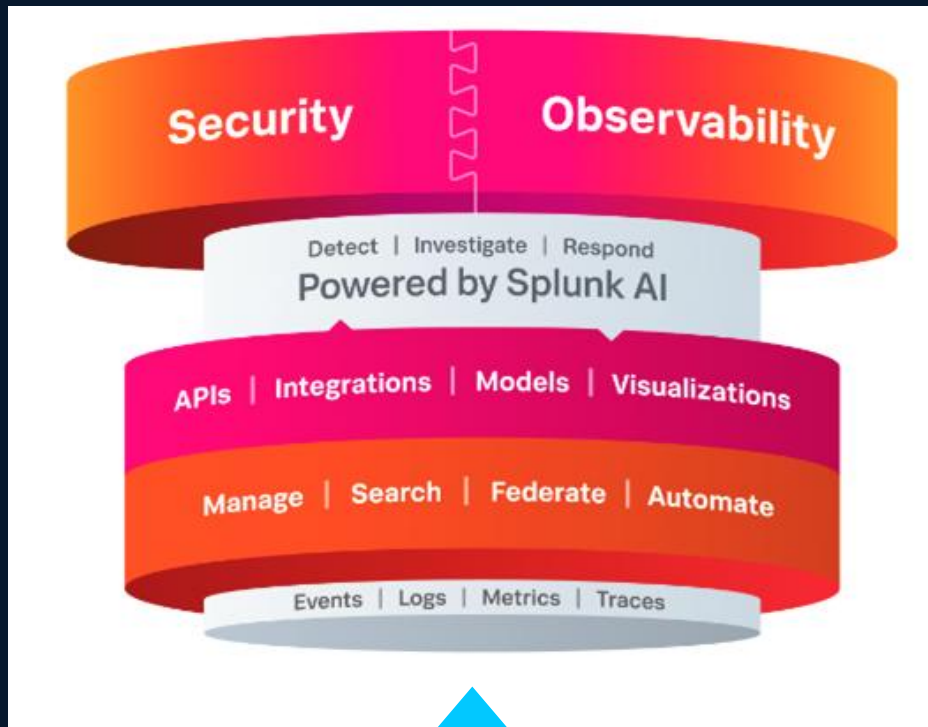 Security Observability
Detect | Investigate | Respond
Powered by Splunk AI
APIs | Integrations | Models | Visualizations
Manage | Search | Federate | Automate
Events | Logs | Metrics | Traces